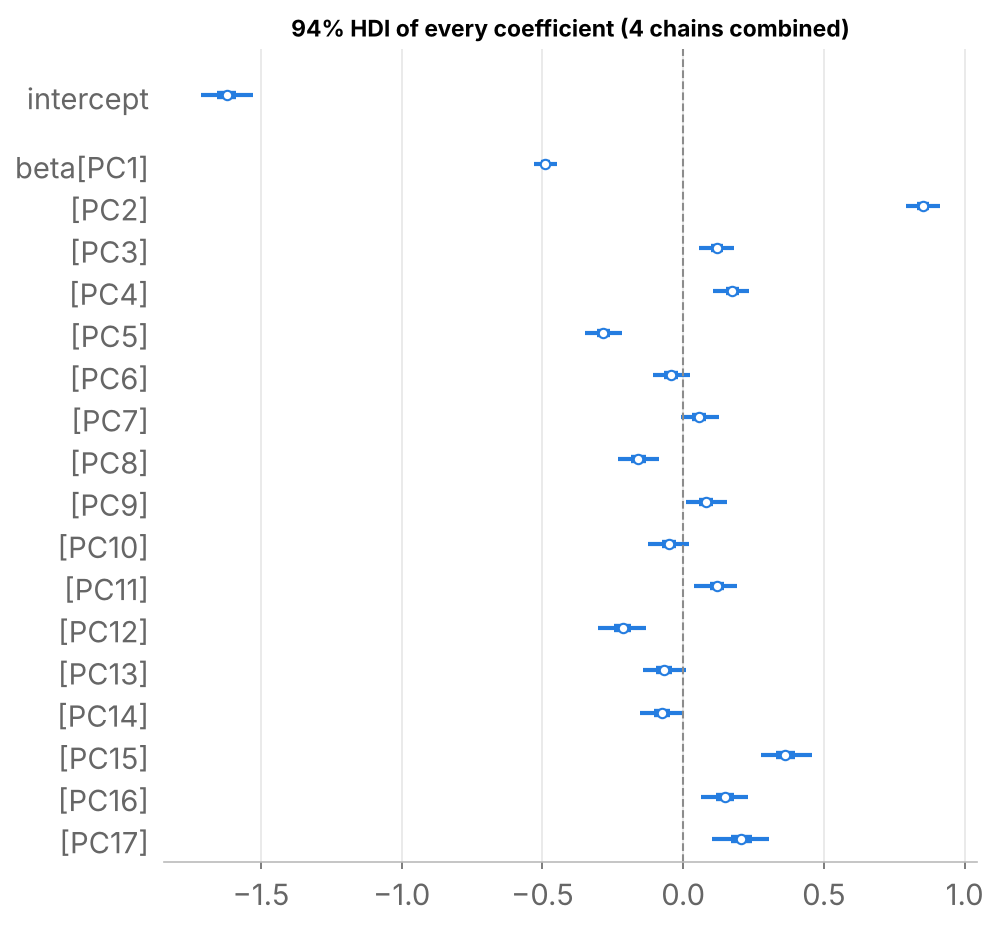 94% HDI of every coefficient (4 chains combined)
intercept
beta[PC1]
[PC2]
[PC3]
[PC4]
[PC5]
[PC6]
[PC7]
[PC8]
[PC9]
[PC10]
[PC11]
[PC12]
[PC13]
[PC14]
[PC15]
[PC16]
[PC17]
−1.5 −1.0 −0.5 0.0 0.5 1.0